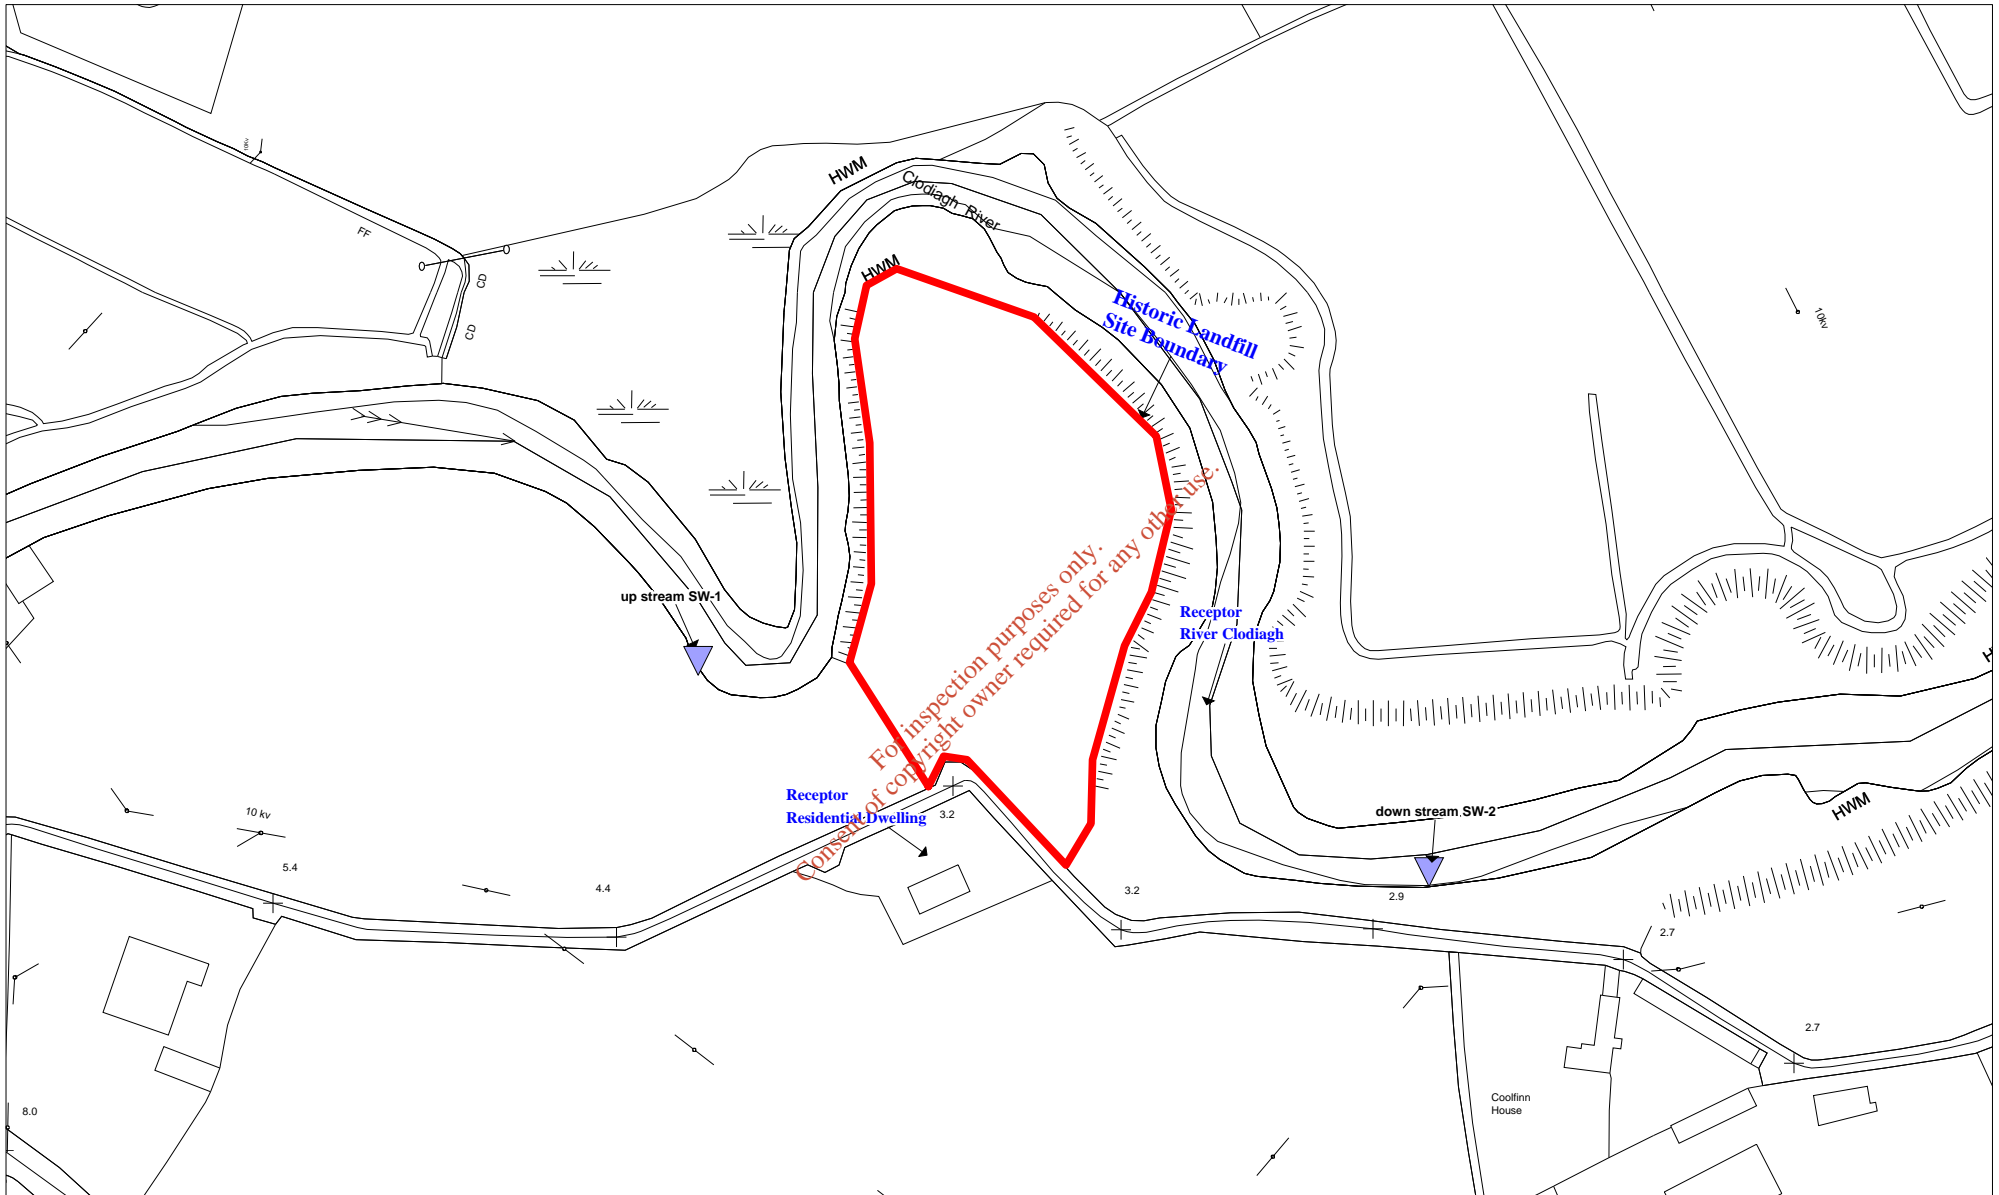 10Kv
HWM
Clodiagh River
FF
CD
CD
HWM
Historic Landfill
Site Boundary
10kv
up stream SW-1
Receptor
River Clodiagh
For inspection purposes only.
Consent of copyright owner required for any other use.
Receptor
Residential Dwelling
3.2
10 kv
5.4
4.4
down stream SW-2
HWM
3.2
2.9
2.7
2.7
8.0
Coolfinn
House